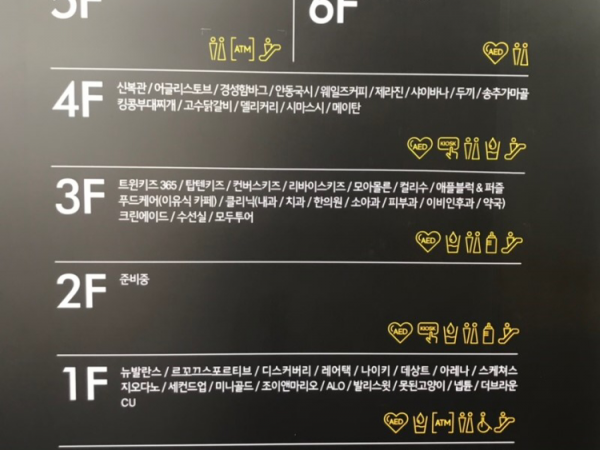 5F
6F
ATM
AED
4F
신복관 / 어글리스토브 / 경성함바그 / 안동국시 / 웨일즈커피 / 제라진 / 샤이바나 / 두끼 / 송추가마골
킹콩부대찌개 / 고수닭갈비 / 델리커리 / 시마스시 / 메이탄
AED KIOSK
3F
트윈키즈 365 / 탑텐키즈 / 컨버스키즈 / 리바이스키즈 / 모아몰론 / 컬리수 / 애플블럭 & 퍼즐
푸드케어(이유식 카페) / 클리닉(내과 / 치과 / 한의원 / 소아과 / 피부과 / 이비인후과 / 약국)
크린에이드 / 수선실 / 모두투어
AED
2F
준비중
AED KIOSK
1F
뉴발란스 / 르꼬끄스포르티브 / 디스커버리 / 레어택 / 나이키 / 데상트 / 아레나 / 스케쳐스
지오다노 / 세컨드업 / 미니골드 / 조이앤마리오 / ALO / 발리스윗 / 못된고양이 / 넵튠 / 더브라운
CU
AED ATM